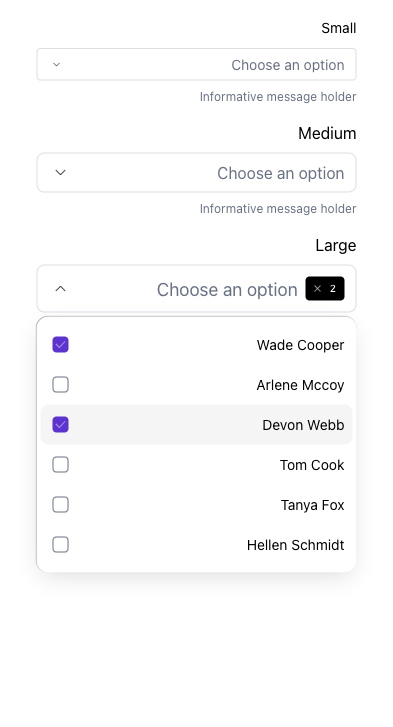 Small
Choose an option
Informative message holder
Medium
Choose an option
Informative message holder
Large
Choose an option 2
Wade Cooper
Arlene Mccoy
Devon Webb
Tom Cook
Tanya Fox
Hellen Schmidt